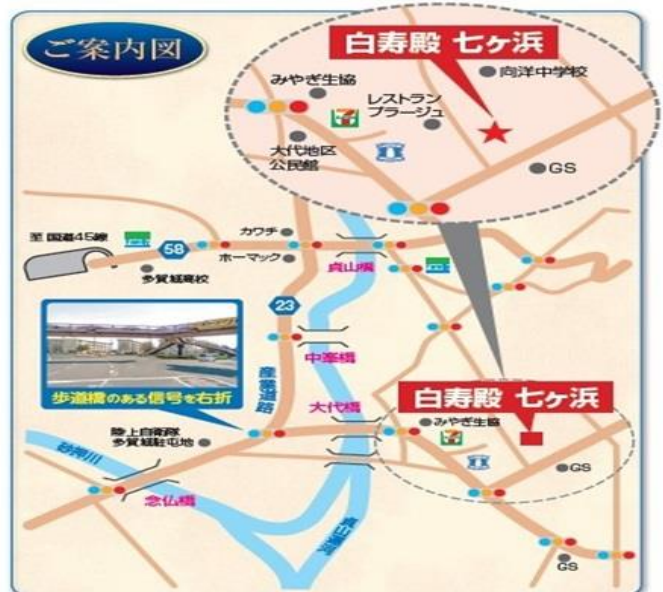 ご案内図
白寿殿 七ヶ浜
向洋中学校
みやぎ生協
レストラン
プラージュ
大代地区
公民館
GS
至 国道45線
58
カワチ
ホーマック
多賀城高校
貞山橋
23
中峯橋
産業道路
歩道橋のある信号を右折
大代橋
白寿殿 七ヶ浜
みやぎ生協
陸上自衛隊
多賀城駐屯地
砂押川
GS
念仏橋
貞山運河
GS